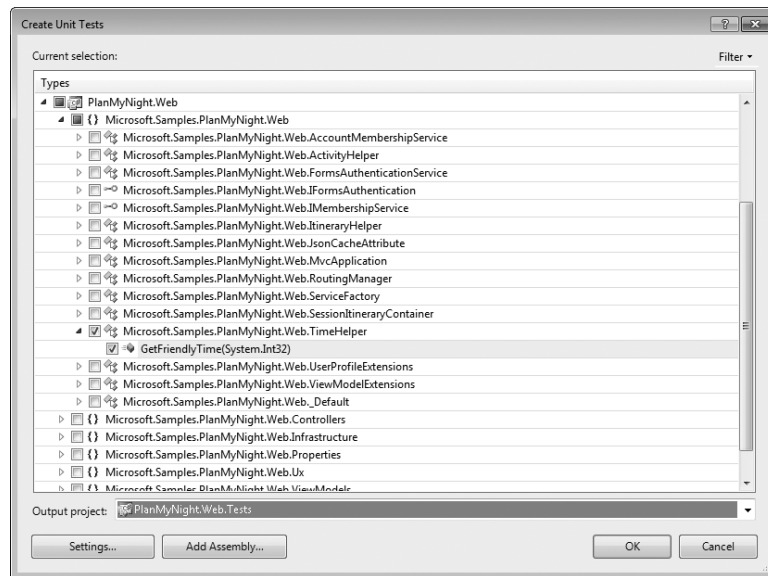 Create Unit Tests
Current selection:
Filter
Types
PlanMyNight.Web
{} Microsoft.Samples.PlanMyNight.Web
Microsoft.Samples.PlanMyNight.Web.AccountMembershipService
Microsoft.Samples.PlanMyNight.Web.ActivityHelper
Microsoft.Samples.PlanMyNight.Web.FormsAuthenticationService
Microsoft.Samples.PlanMyNight.Web.IFormsAuthentication
Microsoft.Samples.PlanMyNight.Web.IMembershipService
Microsoft.Samples.PlanMyNight.Web.ItineraryHelper
Microsoft.Samples.PlanMyNight.Web.JsonCacheAttribute
Microsoft.Samples.PlanMyNight.Web.MvcApplication
Microsoft.Samples.PlanMyNight.Web.RoutingManager
Microsoft.Samples.PlanMyNight.Web.ServiceFactory
Microsoft.Samples.PlanMyNight.Web.SessionItineraryContainer
Microsoft.Samples.PlanMyNight.Web.TimeHelper
GetFriendlyTime(System.Int32)
Microsoft.Samples.PlanMyNight.Web.UserProfileExtensions
Microsoft.Samples.PlanMyNight.Web.ViewModelExtensions
Microsoft.Samples.PlanMyNight.Web._Default
{} Microsoft.Samples.PlanMyNight.Web.Controllers
{} Microsoft.Samples.PlanMyNight.Web.Infrastructure
{} Microsoft.Samples.PlanMyNight.Web.Properties
{} Microsoft.Samples.PlanMyNight.Web.Ux
{} Microsoft.Samples.PlanMyNight.Web.ViewModels
Output project: PlanMyNight.Web.Tests
Settings... Add Assembly... OK Cancel